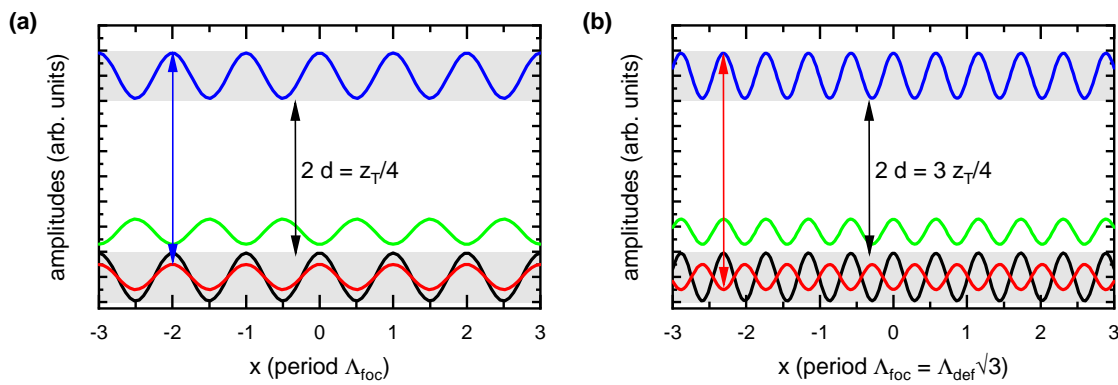 (a)
amplitudes (arb. units)
2 d = z_T/4
-3 -2 -1 0 1 2 3
x (period Λ_foc)
(b)
amplitudes (arb. units)
2 d = 3 z_T/4
-3 -2 -1 0 1 2 3
x (period Λ_foc = Λ_def√3)